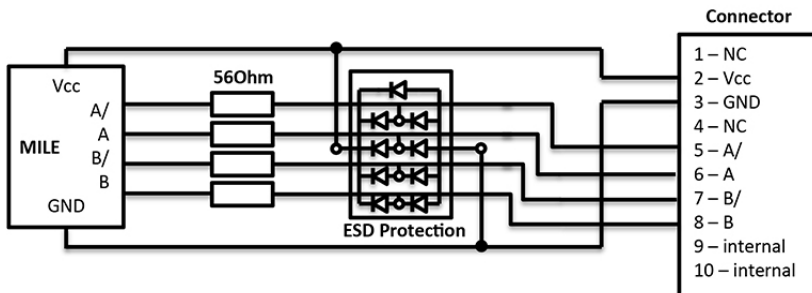 Connector
1 – NC
2 – Vcc
3 – GND
4 – NC
5 – A/
6 – A
7 – B/
8 – B
9 – internal
10 – internal
56Ohm
Vcc
A/
A
MILE
B/
B
GND
ESD Protection